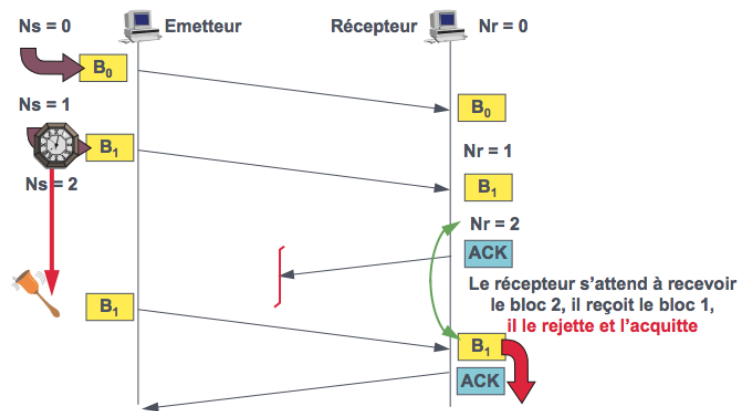 Ns = 0 Emetteur Récepteur Nr = 0
B0
Ns = 1
B0
B1
Nr = 1
Ns = 2
B1
Nr = 2
ACK
Le récepteur s'attend à recevoir
le bloc 2, il reçoit le bloc 1,
il le rejette et l'acquitte
B1
B1
ACK